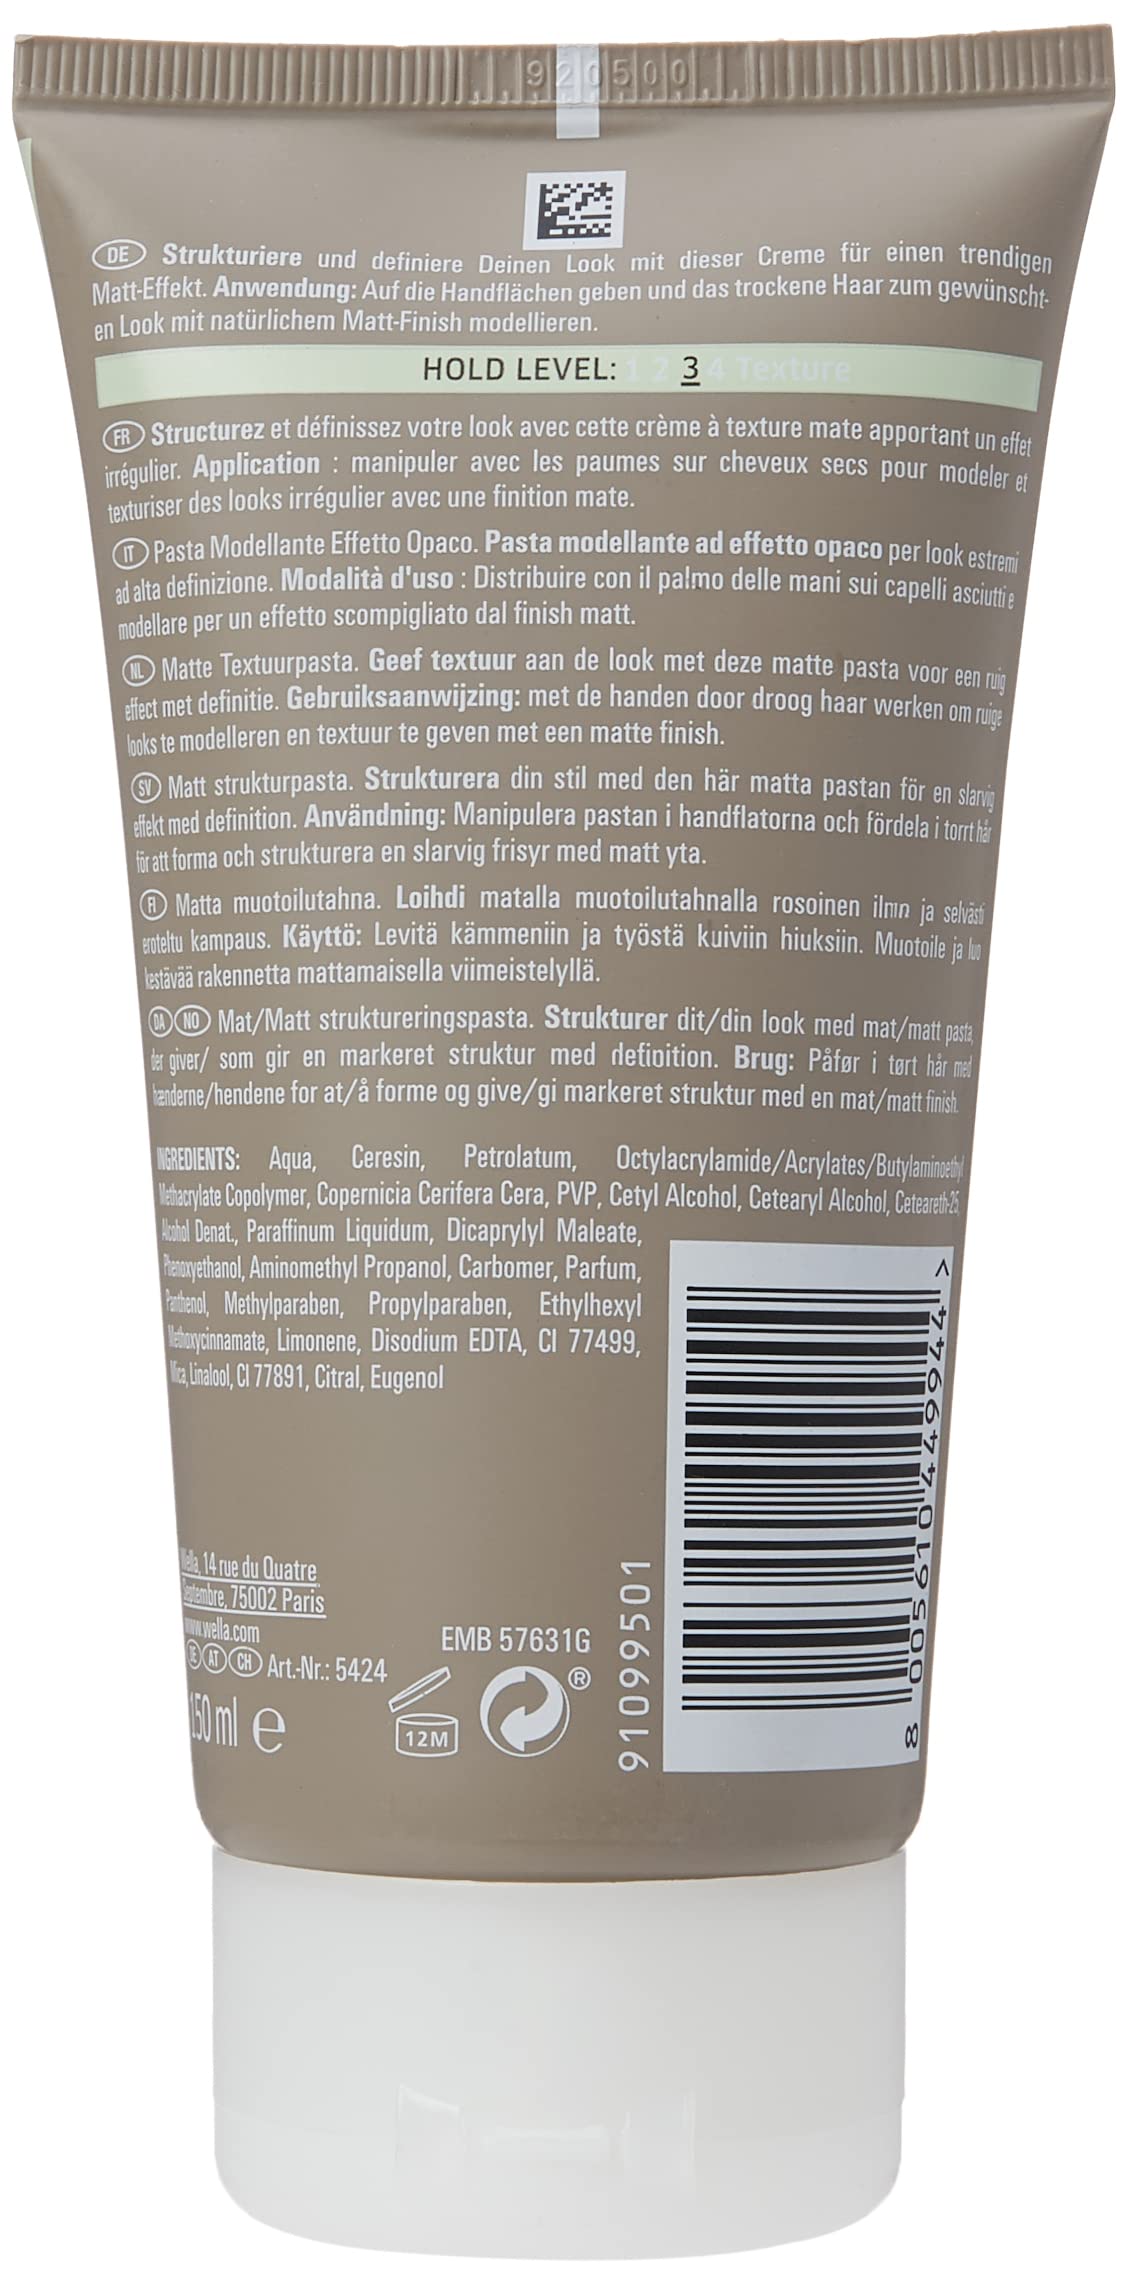 920500
DE Strukturiere und definiere Deinen Look mit dieser Creme für einen trendigen
Matt-Effekt. Anwendung: Auf die Handflächen geben und das trockene Haar zum gewünscht-
en Look mit natürlichem Matt-Finish modellieren.
HOLD LEVEL: 1 2 3 4 Texture
FR Structurez et définissez votre look avec cette crème à texture mate apportant un effet
irrégulier. Application : manipuler avec les paumes sur cheveux secs pour modeler et
texturiser des looks irrégulier avec une finition mate.
IT Pasta Modellante Effetto Opaco. Pasta modellante ad effetto opaco per look estremi
ad alta definizione. Modalità d'uso : Distribuire con il palmo delle mani sui capelli asciutti e
modellare per un effetto scompigliato dal finish matt.
NL Matte Textuurpasta. Geef textuur aan de look met deze matte pasta voor een ruig
effect met definitie. Gebruiksaanwijzing: met de handen door droog haar werken om ruige
looks te modelleren en textuur te geven met een matte finish.
SV Matt strukturpasta. Strukturera din stil med den här matta pastan för en slarvig
effekt med definition. Användning: Manipulera pastan i handflatorna och fördela i torrt hår
för att forma och strukturera en slarvig frisyr med matt yta.
FI Matta muotoilutahna. Loihdi matalla muotoilutahnalla rosoinen ilmn ja selvästi
eroteltu kampaus. Käyttö: Levitä kämmeniin ja työstä kuiviin hiuksiin. Muotoile ja luo
kestävää rakennetta mattamaisella viimeistelyllä.
DA NO Mat/Matt struktureringspasta. Strukturer dit/din look med mat/matt pasta,
der giver/ som gir en markeret struktur med definition. Brug: Påfør i tørt hår med
hænderne/hendene for at/å forme og give/gi markeret struktur med en mat/matt finish.
INGREDIENTS: Aqua, Ceresin, Petrolatum, Octylacrylamide/Acrylates/Butylaminoethyl
Methacrylate Copolymer, Copernicia Cerifera Cera, PVP, Cetyl Alcohol, Cetearyl Alcohol, Ceteareth-25,
Alcohol Denat., Paraffinum Liquidum, Dicaprylyl Maleate,
Phenoxyethanol, Aminomethyl Propanol, Carbomer, Parfum,
Panthenol, Methylparaben, Propylparaben, Ethylhexyl
Methoxycinnamate, Limonene, Disodium EDTA, CI 77499,
Mica, Linalool, CI 77891, Citral, Eugenol
Wella, 14 rue du Quatre
Septembre, 75002 Paris
www.wella.com
DE AT CH Art.-Nr.: 5424
150 ml e
EMB 57631G
12M
®
91099501
8 005610 449944 >